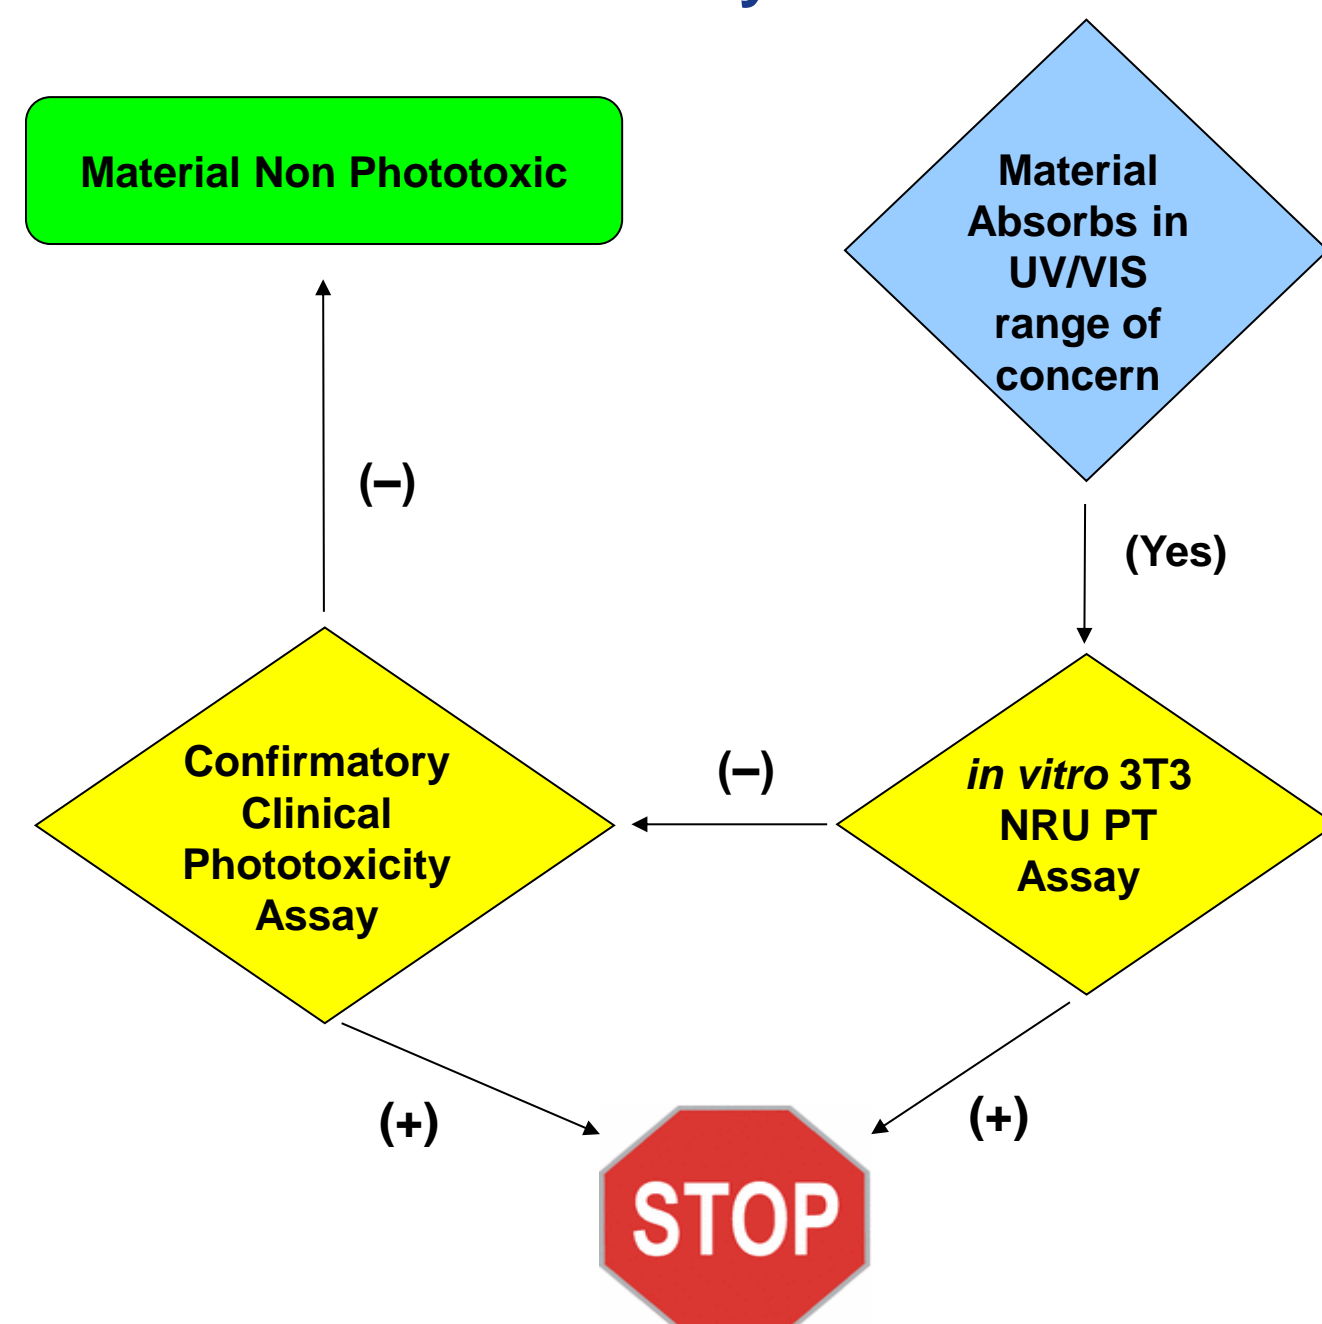 Material Non Phototoxic
Material
Absorbs in
UV/VIS
range of
concern
(–)
(Yes)
Confirmatory
Clinical
Phototoxicity
Assay
(–)
in vitro 3T3
NRU PT
Assay
(+)
(+)
STOP